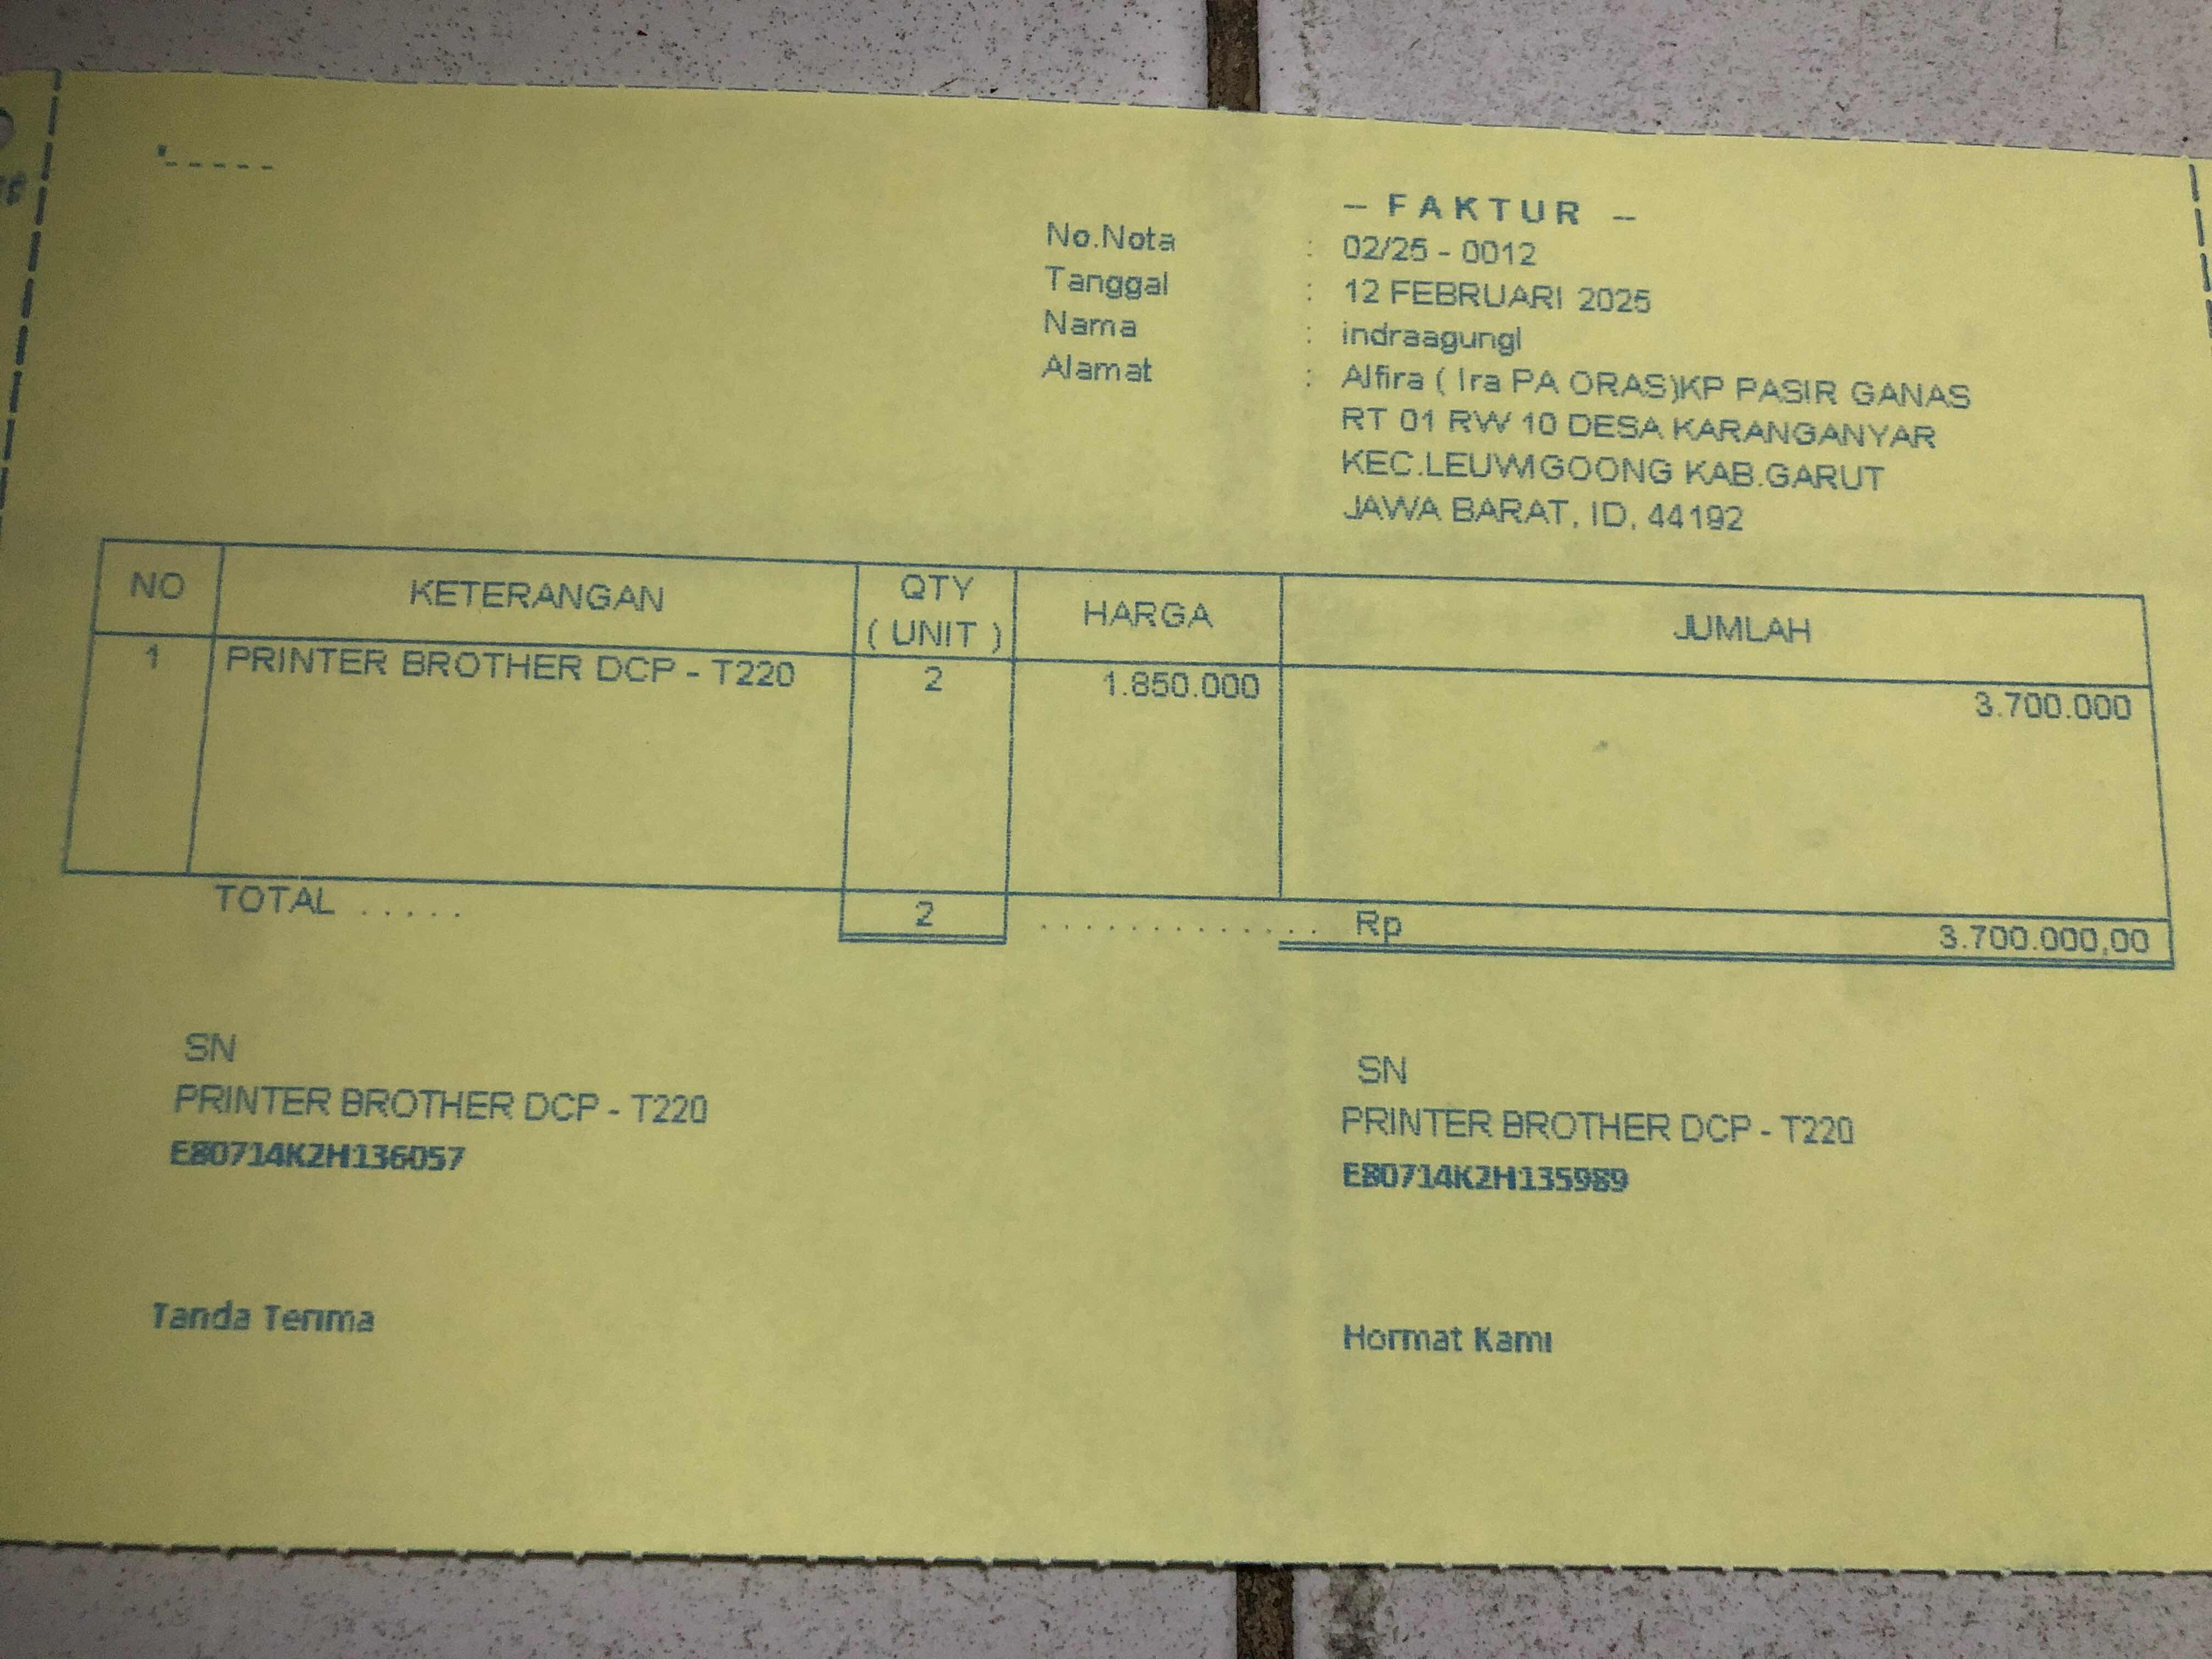 -- FAKTUR --
No.Nota : 02/25 - 0012
Tanggal : 12 FEBRUARI 2025
Nama : indraagungl
Alamat : Alfira ( Ira PA ORAS)KP PASIR GANAS
RT 01 RW 10 DESA KARANGANYAR
KEC.LEUWIGOONG KAB.GARUT
JAWA BARAT, ID, 44192
NO KETERANGAN QTY ( UNIT ) HARGA JUMLAH
1 PRINTER BROTHER DCP - T220 2 1.850.000 3.700.000
TOTAL ..... 2 ............. Rp 3.700.000,00
SN SN
PRINTER BROTHER DCP - T220 PRINTER BROTHER DCP - T220
E80714K2H136057 E80714K2H135989
Tanda Terima Hormat Kami